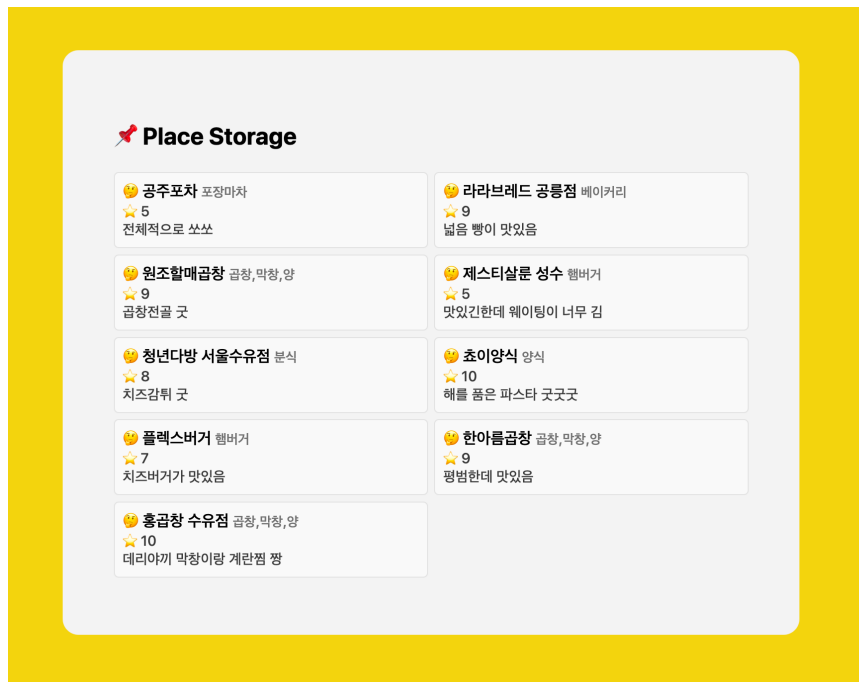 📌 Place Storage
🤔 공주포차 포장마차
⭐ 5
전체적으로 쏘쏘
🤔 라라브레드 공릉점 베이커리
⭐ 9
넓음 빵이 맛있음
🤔 원조할매곱창 곱창,막창,양
⭐ 9
곱창전골 굿
🤔 제스티살룬 성수 햄버거
⭐ 5
맛있긴한데 웨이팅이 너무 김
🤔 청년다방 서울수유점 분식
⭐ 8
치즈감튀 굿
🤔 쵸이양식 양식
⭐ 10
해를 품은 파스타 굿굿굿
🤔 플렉스버거 햄버거
⭐ 7
치즈버거가 맛있음
🤔 한아름곱창 곱창,막창,양
⭐ 9
평범한데 맛있음
🤔 홍곱창 수유점 곱창,막창,양
⭐ 10
데리야끼 막창이랑 계란찜 짱